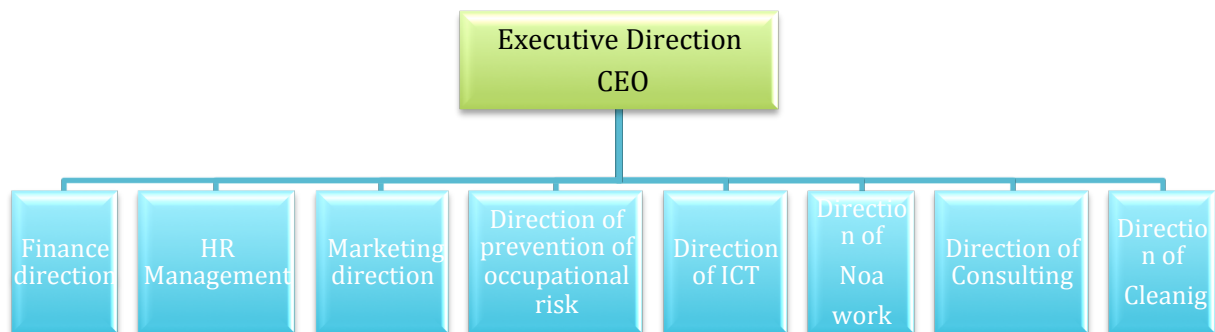 Executive Direction
CEO
Finance
direction
HR
Management
Marketing
direction
Direction of
prevention of
occupational
risk
Direction
of ICT
Directio
n of
Noa
work
Direction of
Consulting
Directio
n of
Cleanig